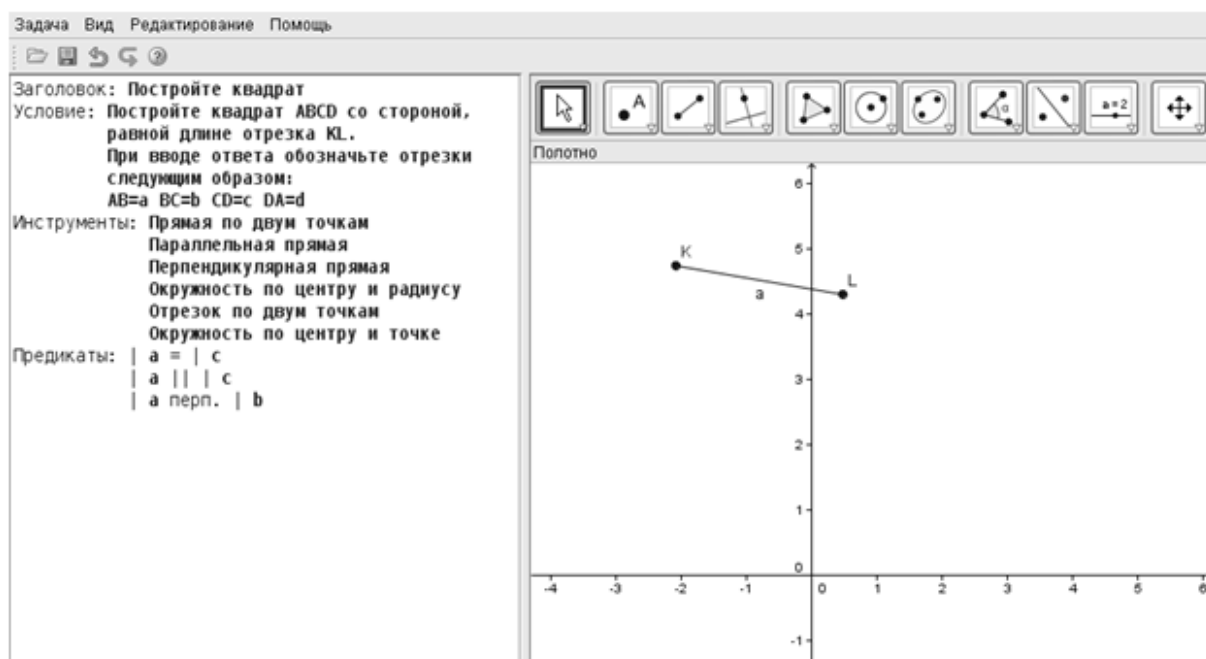 Задача Вид Редактирование Помощь
Заголовок: Постройте квадрат
Условие: Постройте квадрат ABCD со стороной,
равной длине отрезка KL.
При вводе ответа обозначьте отрезки
следующим образом:
AB=a BC=b CD=c DA=d
Инструменты: Прямая по двум точкам
Параллельная прямая
Перпендикулярная прямая
Окружность по центру и радиусу
Отрезок по двум точкам
Окружность по центру и точке
Предикаты: | a = | c
| a || | c
| a перп. | b
A
α
a=2
Полотно
6
5
K
L
a
4
3
2
1
0
-4 -3 -2 -1 0 1 2 3 4 5 6
-1